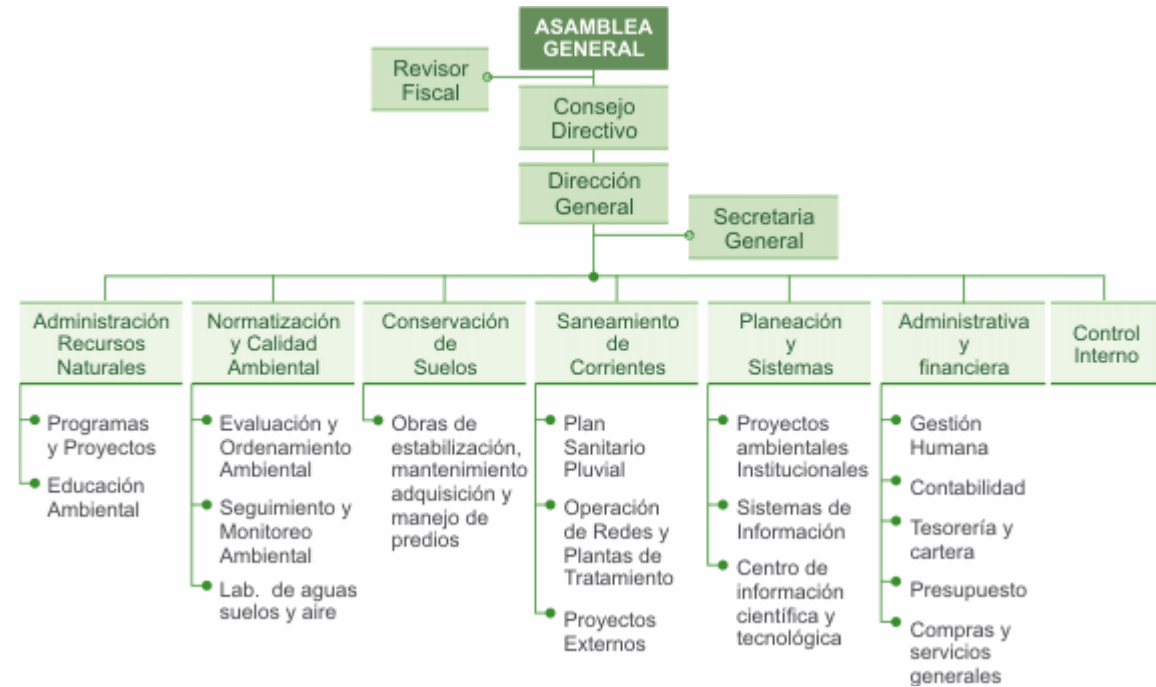 ASAMBLEA
GENERAL
Revisor
Fiscal
Consejo
Directivo
Dirección
General
Secretaria
General
Administración
Recursos
Naturales
Normatización
y Calidad
Ambiental
Conservación
de
Suelos
Saneamiento
de
Corrientes
Planeación
y
Sistemas
Administrativa
y
financiera
Control
Interno
Programas
y Proyectos
Educación
Ambiental
Evaluación y
Ordenamiento
Ambiental
Seguimiento y
Monitoreo
Ambiental
Lab. de aguas
suelos y aire
Obras de
estabilización,
mantenimiento
adquisición y
manejo de
predios
Plan
Sanitario
Pluvial
Operación
de Redes y
Plantas de
Tratamiento
Proyectos
Externos
Proyectos
ambientales
Institucionales
Sistemas de
Información
Centro de
información
científica y
tecnológica
Gestión
Humana
Contabilidad
Tesorería y
cartera
Presupuesto
Compras y
servicios
generales